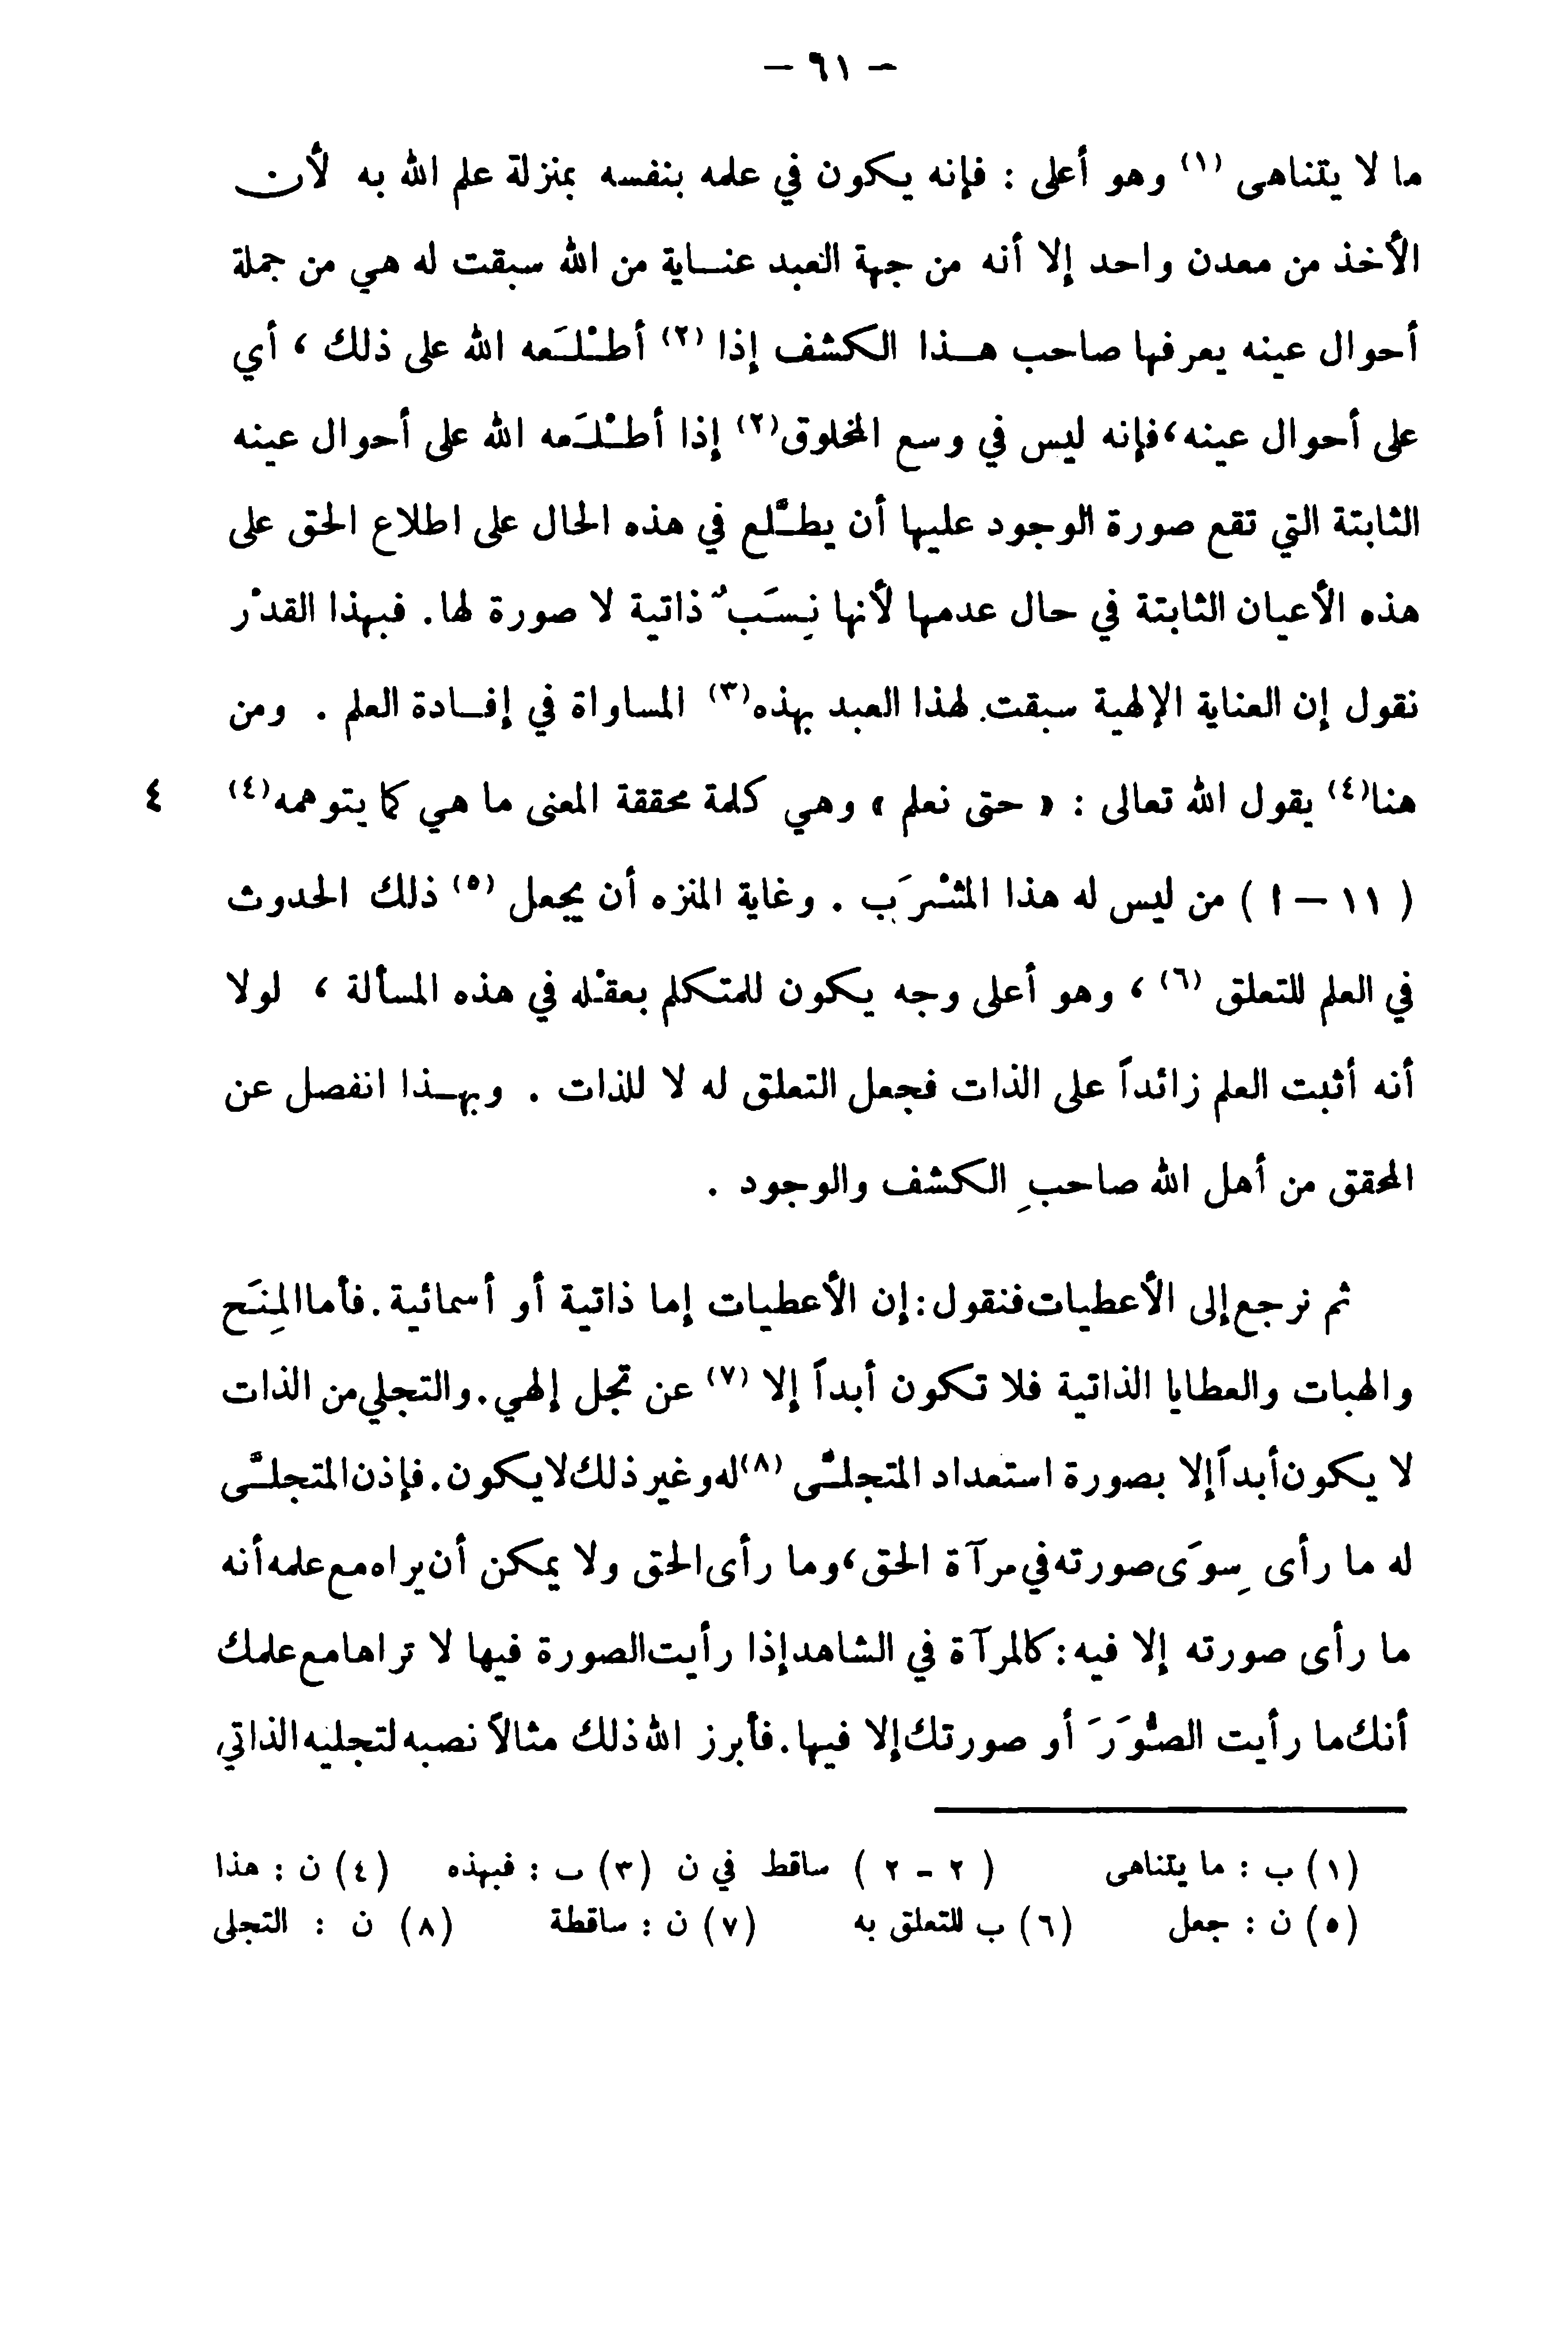 – ٦١ –
ما لا يتناهى (١) وهو أعلى : فإنه يكون في علمه بنفسه بمنزلة علم الله به لأن
الأخذ من معدن واحد إلا أنه من جهة العبد عناية من الله سبقت له هي من جملة
أحوال عينه يعرفها صاحب هذا الكشف إذا (٢) أطْلَعه الله على ذلك ، أي
على أحوال عينه، فإنه ليس في وسع المخلوق(٢) إذا أطْلَعه الله على أحوال عينه
الثابتة التي تقع صورة الوجود عليها أن يطَّلع في هذه الحال على اطلاع الحق على
هذه الأعيان الثابتة في حال عدمها لأنها نِسَبٌ ذاتية لا صورة لها. فبهذا القدْر
نقول إن العناية الإلهية سبقت لهذا العبد بهذه(٣) المساواة في إفادة العلم . ومن
هنا(٤) يقول الله تعالى : « حتى نعلم » وهي كلمة محققة المعنى ما هي كما يتوهمه(٤) ٤
( ١١ – ا ) من ليس له هذا المشْرَب . وغاية المنزه أن يجعل (٥) ذلك الحدوث
في العلم للتعلق (٦) ، وهو أعلى وجه يكون للمتكلم بعقْله في هذه المسألة ، لولا
أنه أثبت العلم زائداً على الذات فجعل التعلق له لا للذات . وبهذا انفصل عن
المحقق من أهل الله صاحبِ الكشف والوجود .
ثم نرجع إلى الأعطيات فنقول: إن الأعطيات إما ذاتية أو أسمائية. فأما المِنَح
والهبات والعطايا الذاتية فلا تكون أبداً إلا (٧) عن تجل إلهي. والتجلي من الذات
لا يكون أبداً إلا بصورة استعداد المتجلَّى (٨) له وغير ذلك لا يكون. فإذن المتجلَّى
له ما رأى سِوَى صورته في مرآة الحق، وما رأى الحق ولا يمكن أن يراه مع علمه أنه
ما رأى صورته إلا فيه: كالمرآة في الشاهد إذا رأيت الصورة فيها لا تراها مع علمك
أنك ما رأيت الصُّوَرَ أو صورتك إلا فيها. فأبرز الله ذلك مثالاً نصبه لتجليه الذاتي
(١) ب : ما يتناهى (٢ - ٢) ساقط في ن (٣) ب : فبهذه (٤) ن : هذا
(٥) ن : جعل (٦) ب للتعلق به (٧) ن : ساقطة (٨) ن : التجلى